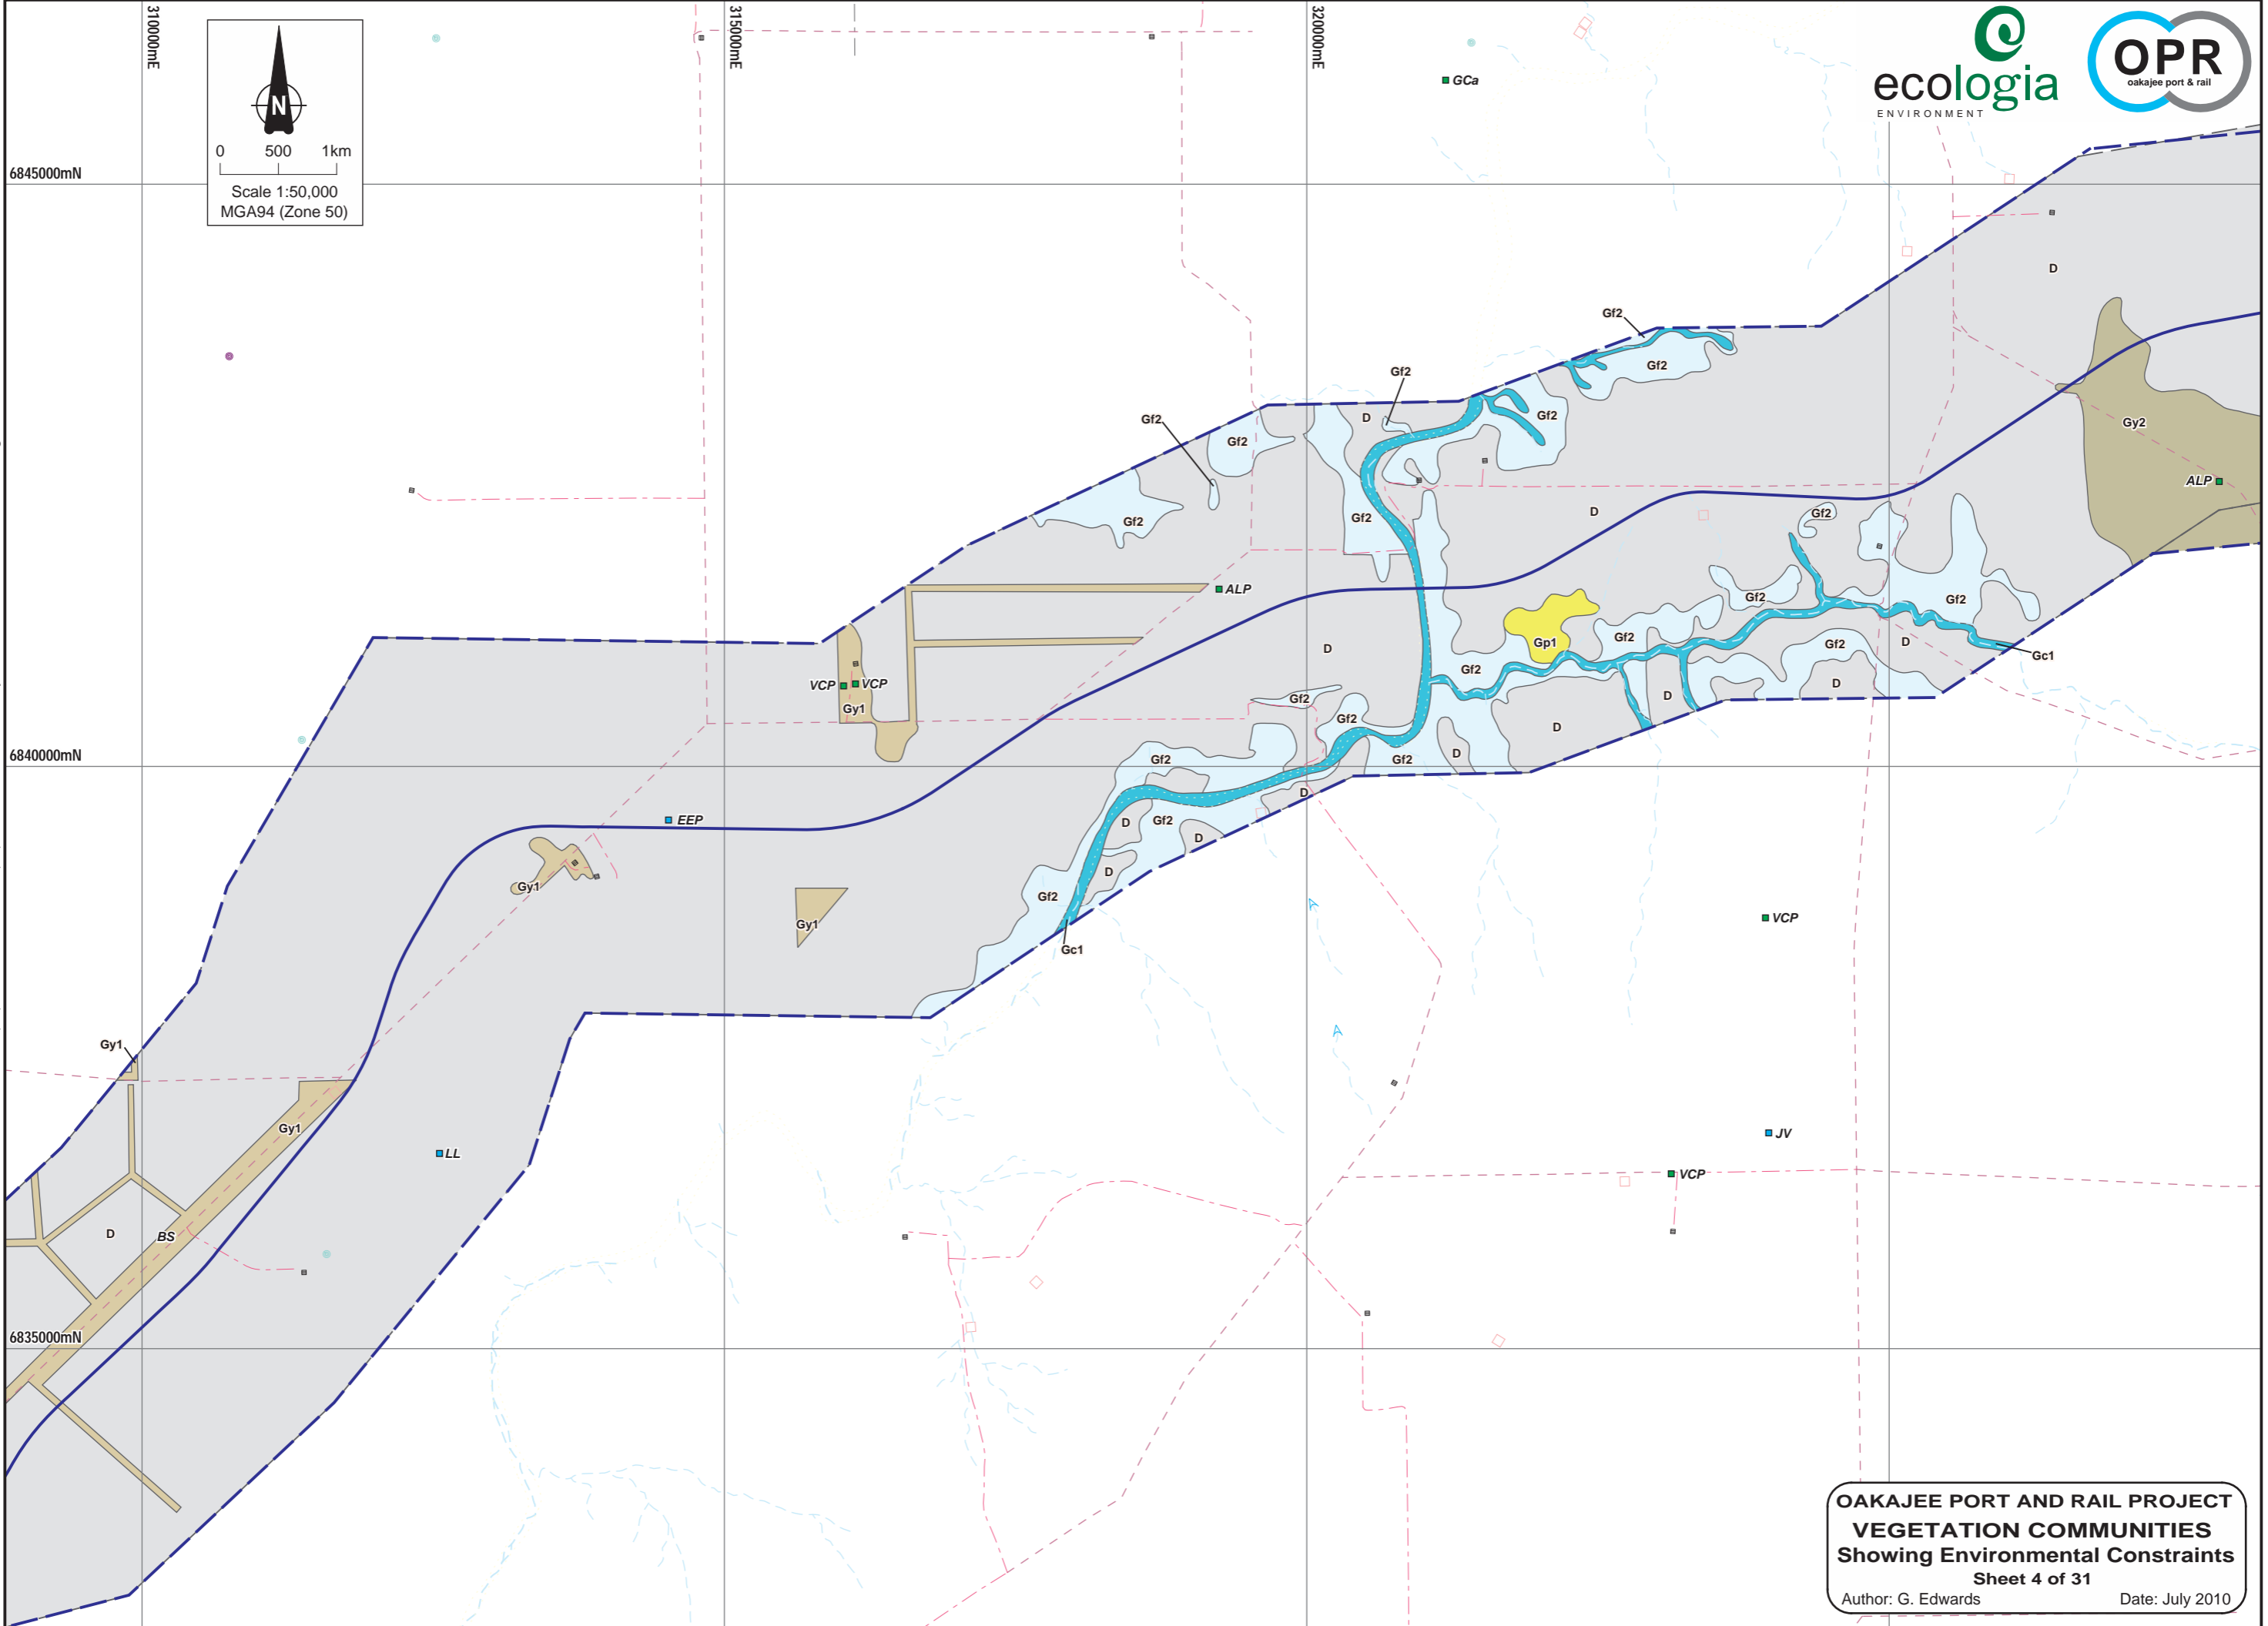 310000mE
315000mE
320000mE
N
0 500 1km
Scale 1:50,000
MGA94 (Zone 50)
ecologia
ENVIRONMENT
OPR
oakajee port & rail
GCa
6845000mN
D
Gf2
Gf2
Gf2
Gf2
D
Gf2
Gf2
Gf2
Gy2
ALP
Gf2
Gf2
D
Gf2
ALP
Gf2
Gf2
Gp1
Gf2
Gf2
D
D
Gc1
Gf2
VCP
VCP
D
D
Gf2
Gy1
Gf2
D
D
6840000mN
Gf2
Gf2
D
EEP
D
Gf2
D
D
Gy1
Gf2
Gy1
VCP
Gc1
Gy1
Gy1
JV
LL
VCP
D
BS
6835000mN
OAKAJEE PORT AND RAIL PROJECT
VEGETATION COMMUNITIES
Showing Environmental Constraints
Sheet 4 of 31
Author: G. Edwards Date: July 2010